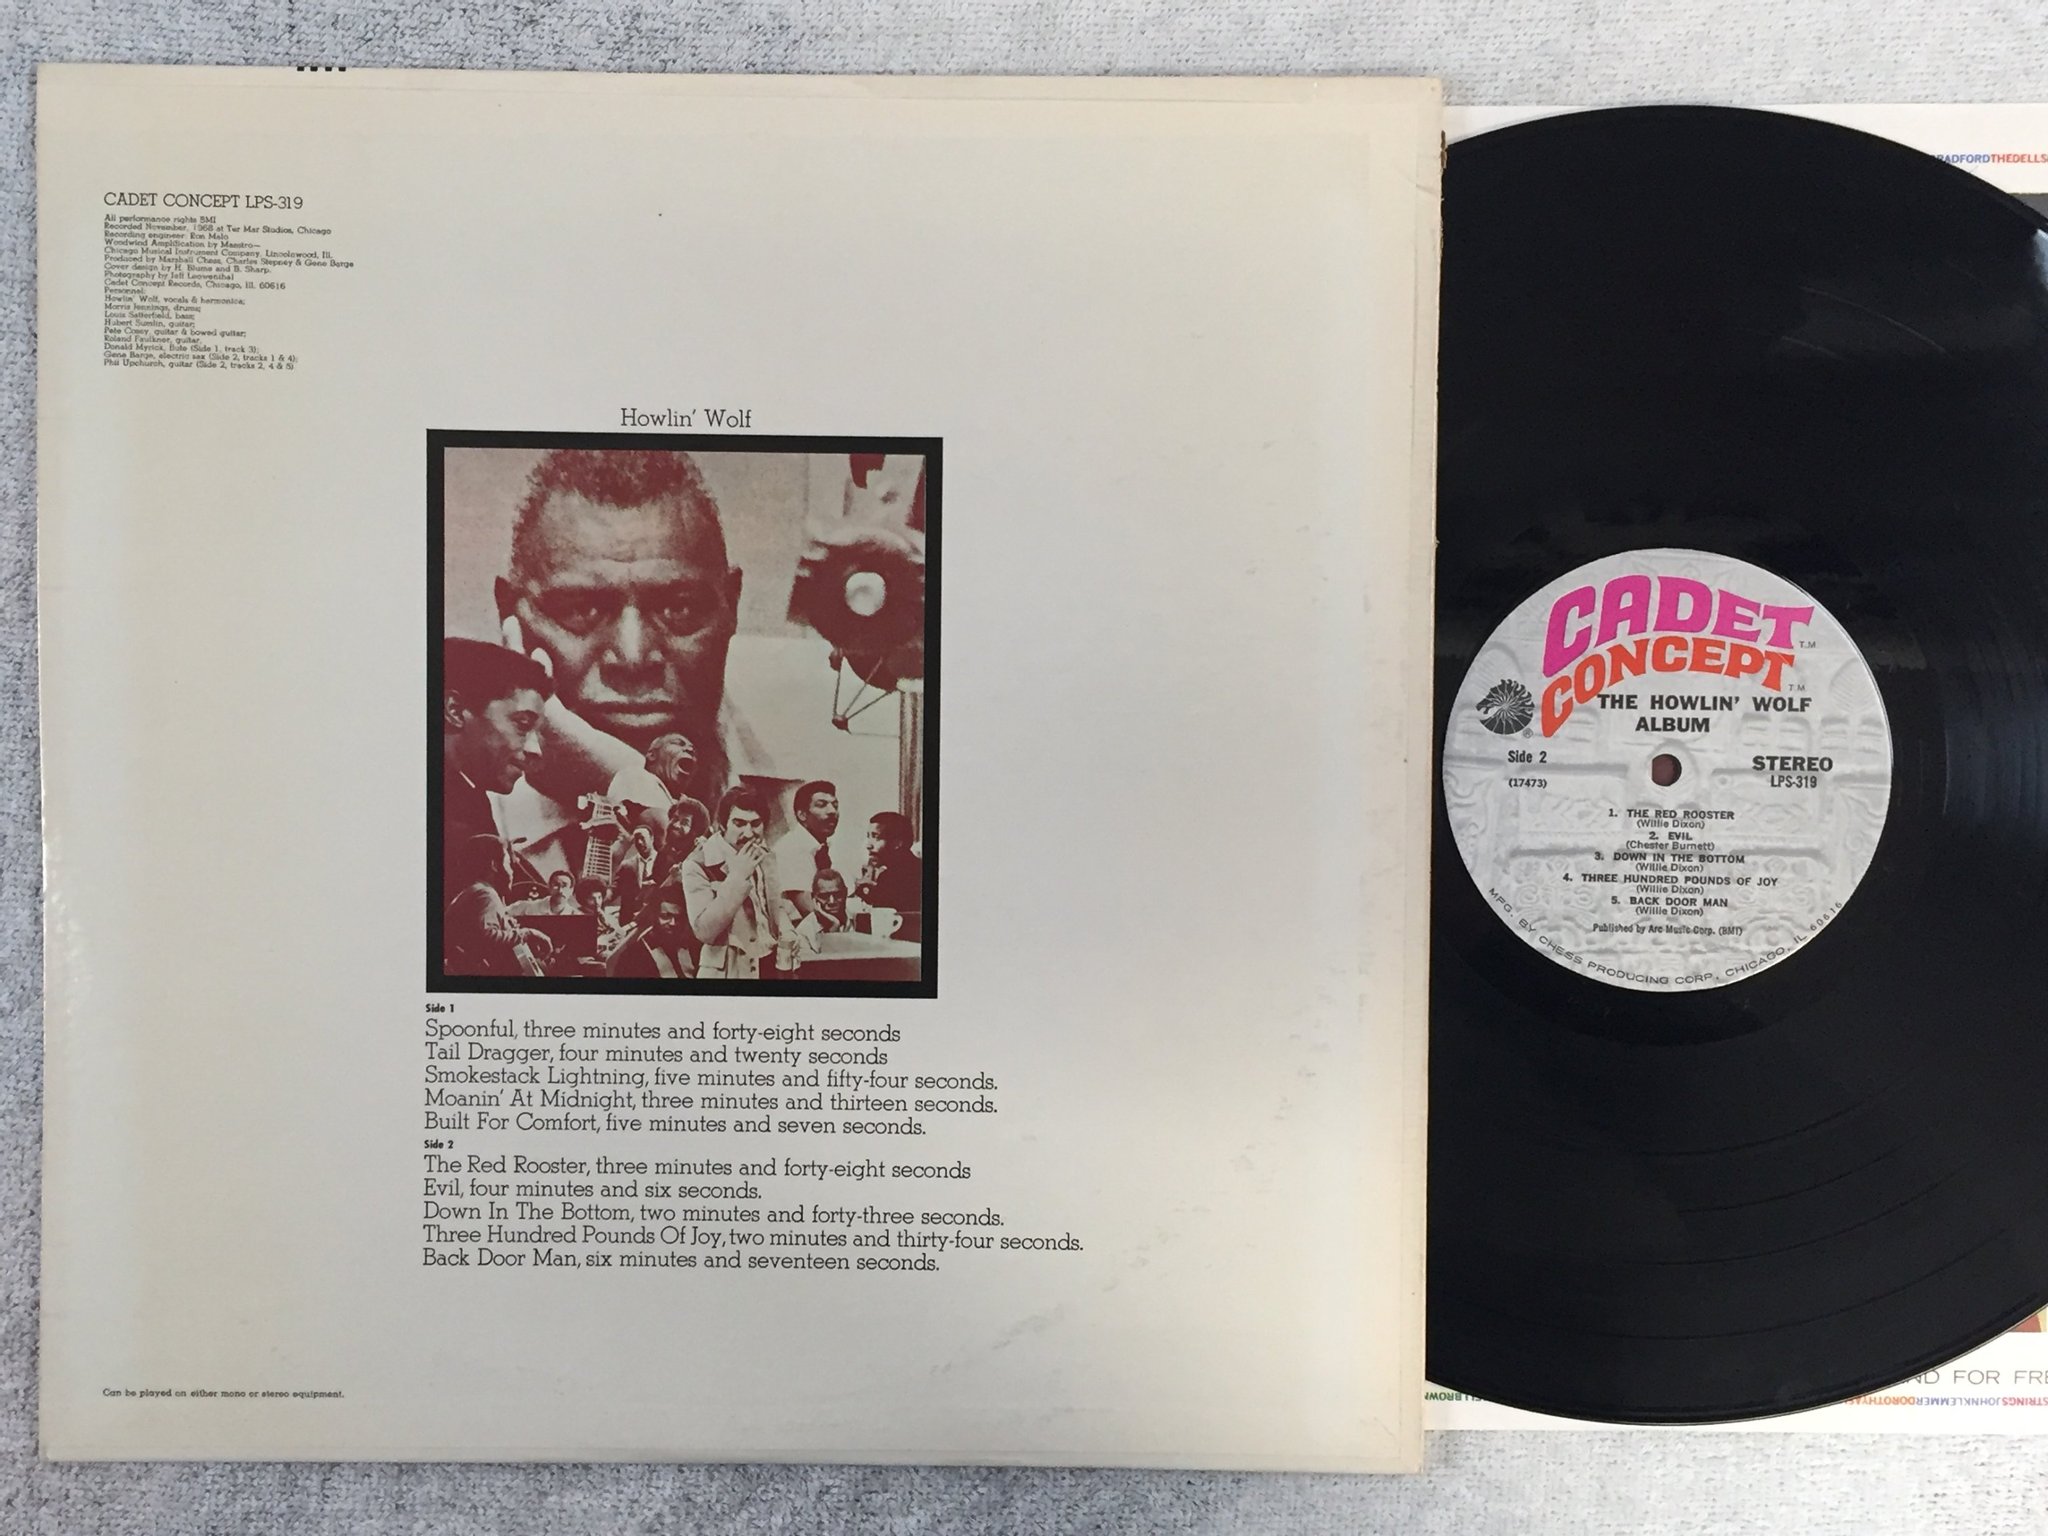 CADET CONCEPT LPS-319
All performance rights BMI
Recorded November, 1968 at Ter Mar Studios, Chicago
Recording engineer: Ron Malo
Woodwind Amplification by Maestro—
Chicago Musical Instrument Company, Lincolnwood, Ill.
Produced by Marshall Chess, Charles Stepney & Gene Barge
Cover design by H. Blume and B. Sharp.
Photography by Jeff Lowenthal
Cadet Concept Records, Chicago, Ill. 60616
Personnel:
Howlin' Wolf, vocals & harmonica;
Morris Jennings, drums;
Louis Satterfield, bass;
Hubert Sumlin, guitar;
Pete Cosey, guitar & bowed guitar;
Roland Faulkner, guitar,
Donald Myrick, flute (Side 1, track 3);
Gene Barge, electric sax (Side 2, tracks 1 & 4);
Phil Upchurch, guitar (Side 2, tracks 2, 4 & 5)
Howlin' Wolf
Side 1
Spoonful, three minutes and forty-eight seconds
Tail Dragger, four minutes and twenty seconds
Smokestack Lightning, five minutes and fifty-four seconds.
Moanin' At Midnight, three minutes and thirteen seconds.
Built For Comfort, five minutes and seven seconds.
Side 2
The Red Rooster, three minutes and forty-eight seconds
Evil, four minutes and six seconds.
Down In The Bottom, two minutes and forty-three seconds.
Three Hundred Pounds Of Joy, two minutes and thirty-four seconds.
Back Door Man, six minutes and seventeen seconds.
Can be played on either mono or stereo equipment.
CADET TM
CONCEPT TM
THE HOWLIN' WOLF
ALBUM
®
Side 2
(17473)
STEREO
LPS-319
1. THE RED ROOSTER
(Willie Dixon)
2. EVIL
(Chester Burnett)
3. DOWN IN THE BOTTOM
(Willie Dixon)
4. THREE HUNDRED POUNDS OF JOY
(Willie Dixon)
5. BACK DOOR MAN
(Willie Dixon)
Published by Arc Music Corp. (BMI)
MFG. BY CHESS PRODUCING CORP., CHICAGO, IL 60616
RADFORDTHEDELLS
ND FOR FRE
STRINGSJOHNKLEMMERDOROTHYA